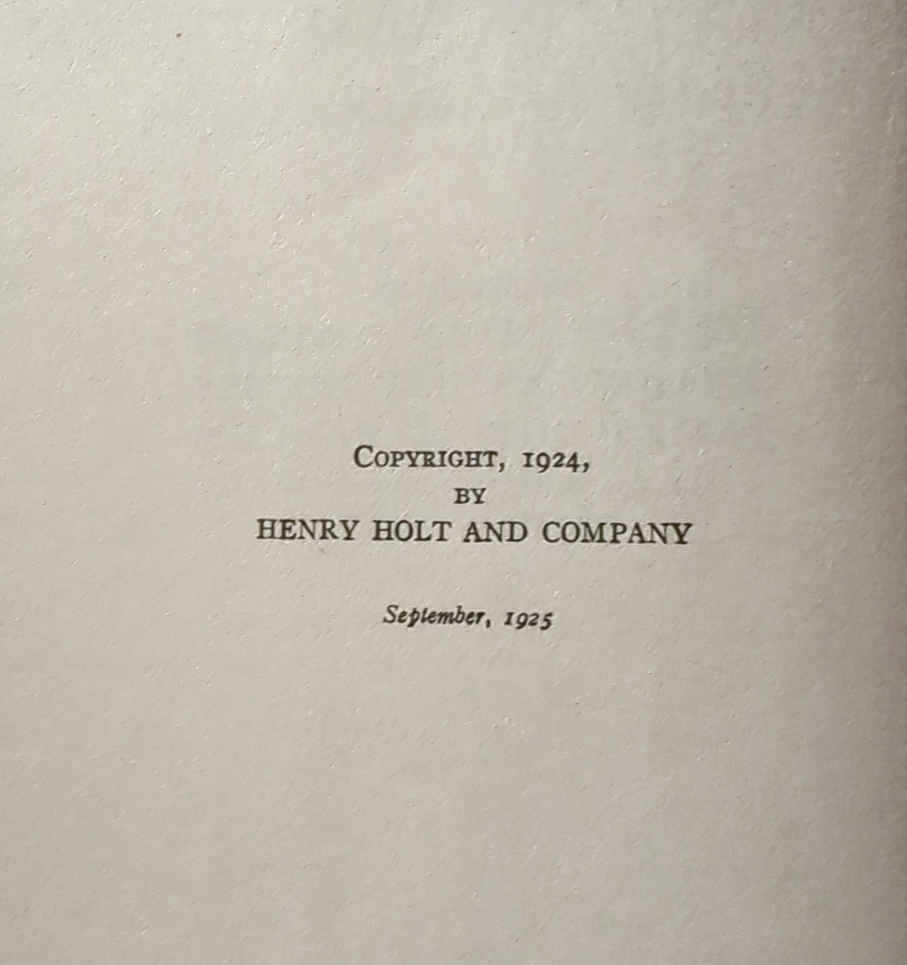 COPYRIGHT, 1924,
BY
HENRY HOLT AND COMPANY
September, 1925